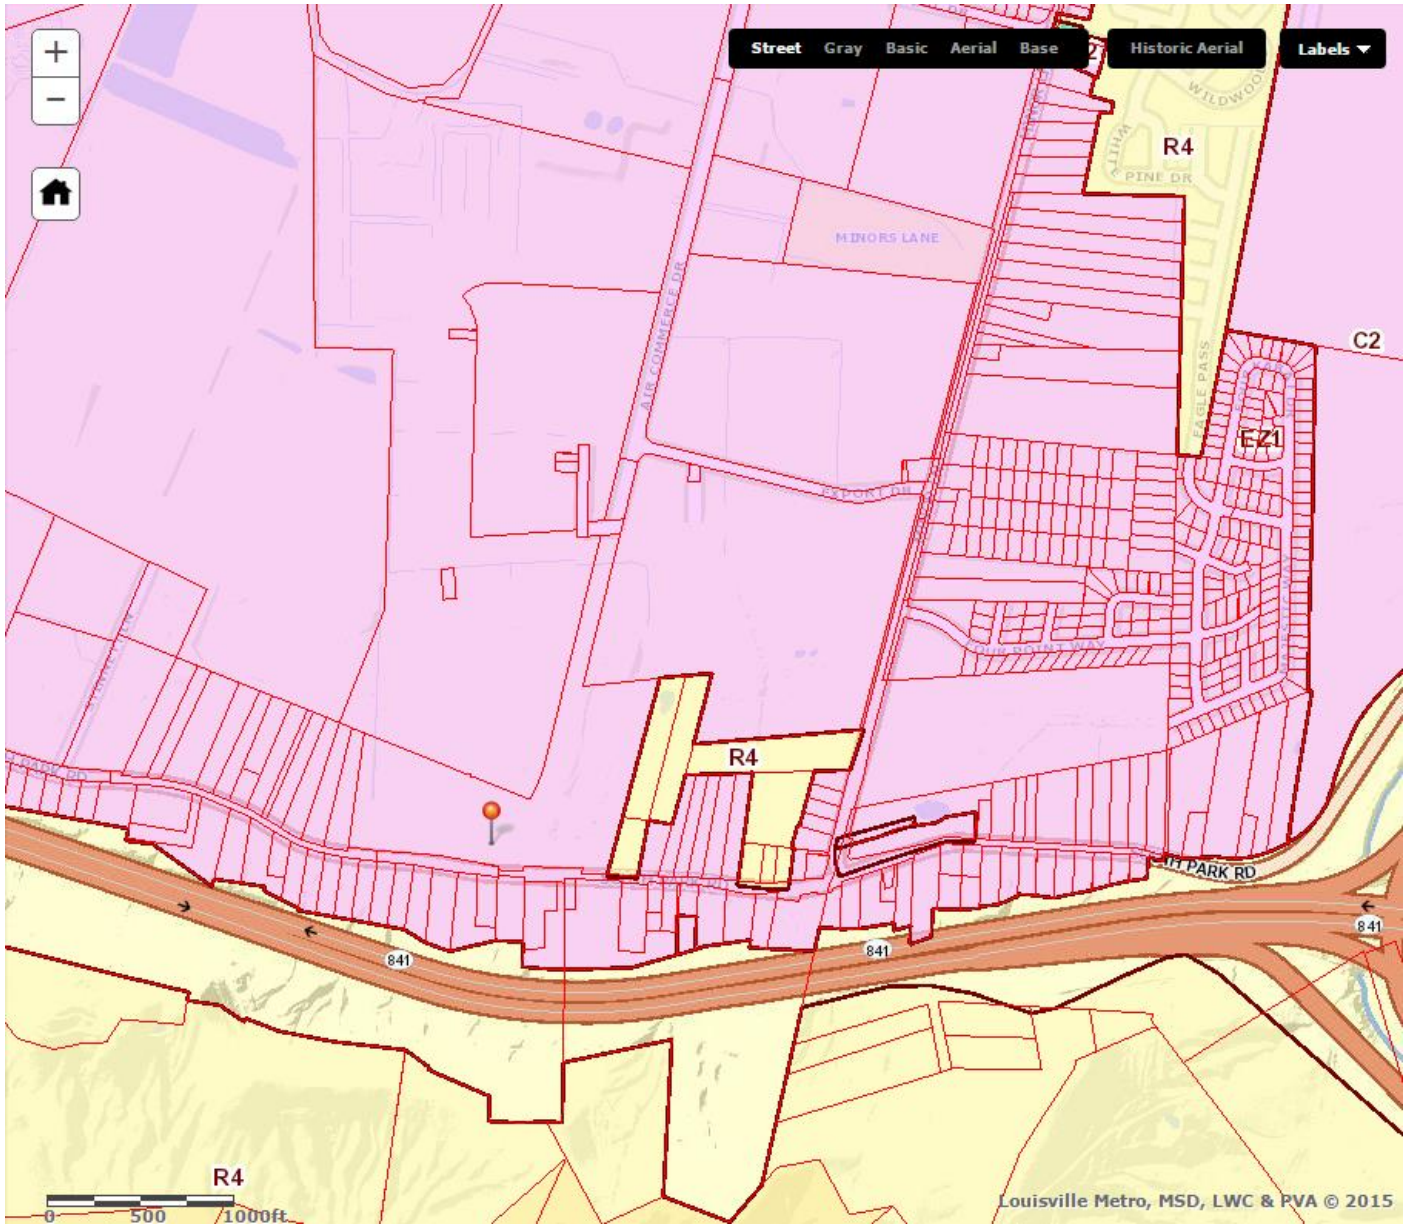 +
Street Gray Basic Aerial Base
Historic Aerial
Labels
−
WILDWOOD
R4
PINE DR
MINORS LANE
AIR COMMERCE DR
EAGLE PASS
C2
EZ1
EXPORT DR
FOUR POINT WAY
MAJESTIC WAY
R4
PARK RD
PARK RD
841
841
841
R4
0 500 1000ft
Louisville Metro, MSD, LWC & PVA © 2015